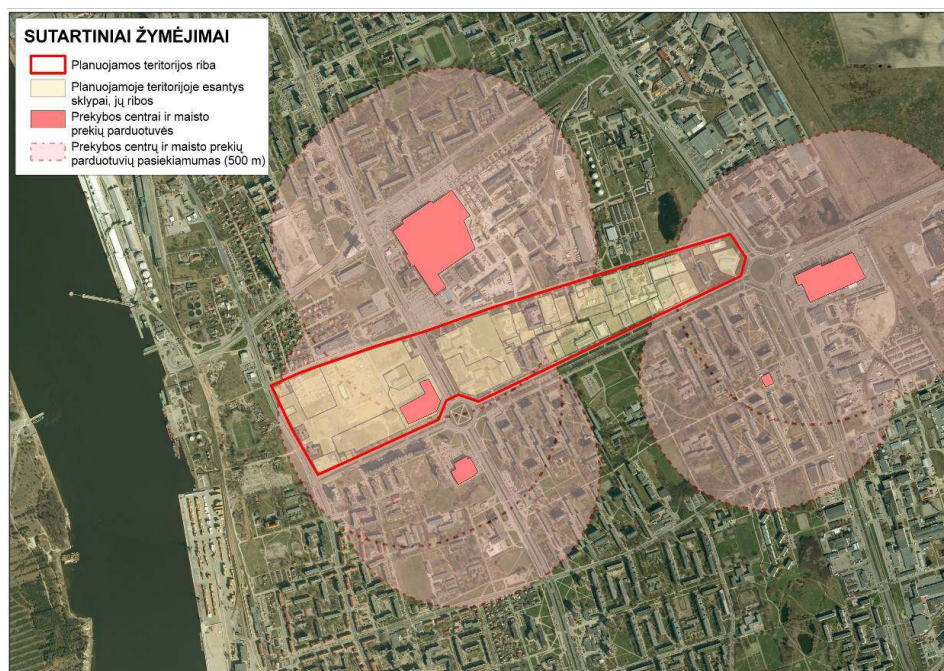 SUTARTINIAI ŽYMĖJIMAI
Planuojamos teritorijos riba
Planuojamoje teritorijoje esantys
sklypai, jų ribos
Prekybos centrai ir maisto
prekių parduotuvės
Prekybos centrų ir maisto prekių
parduotuvių pasiekiamumas (500 m)